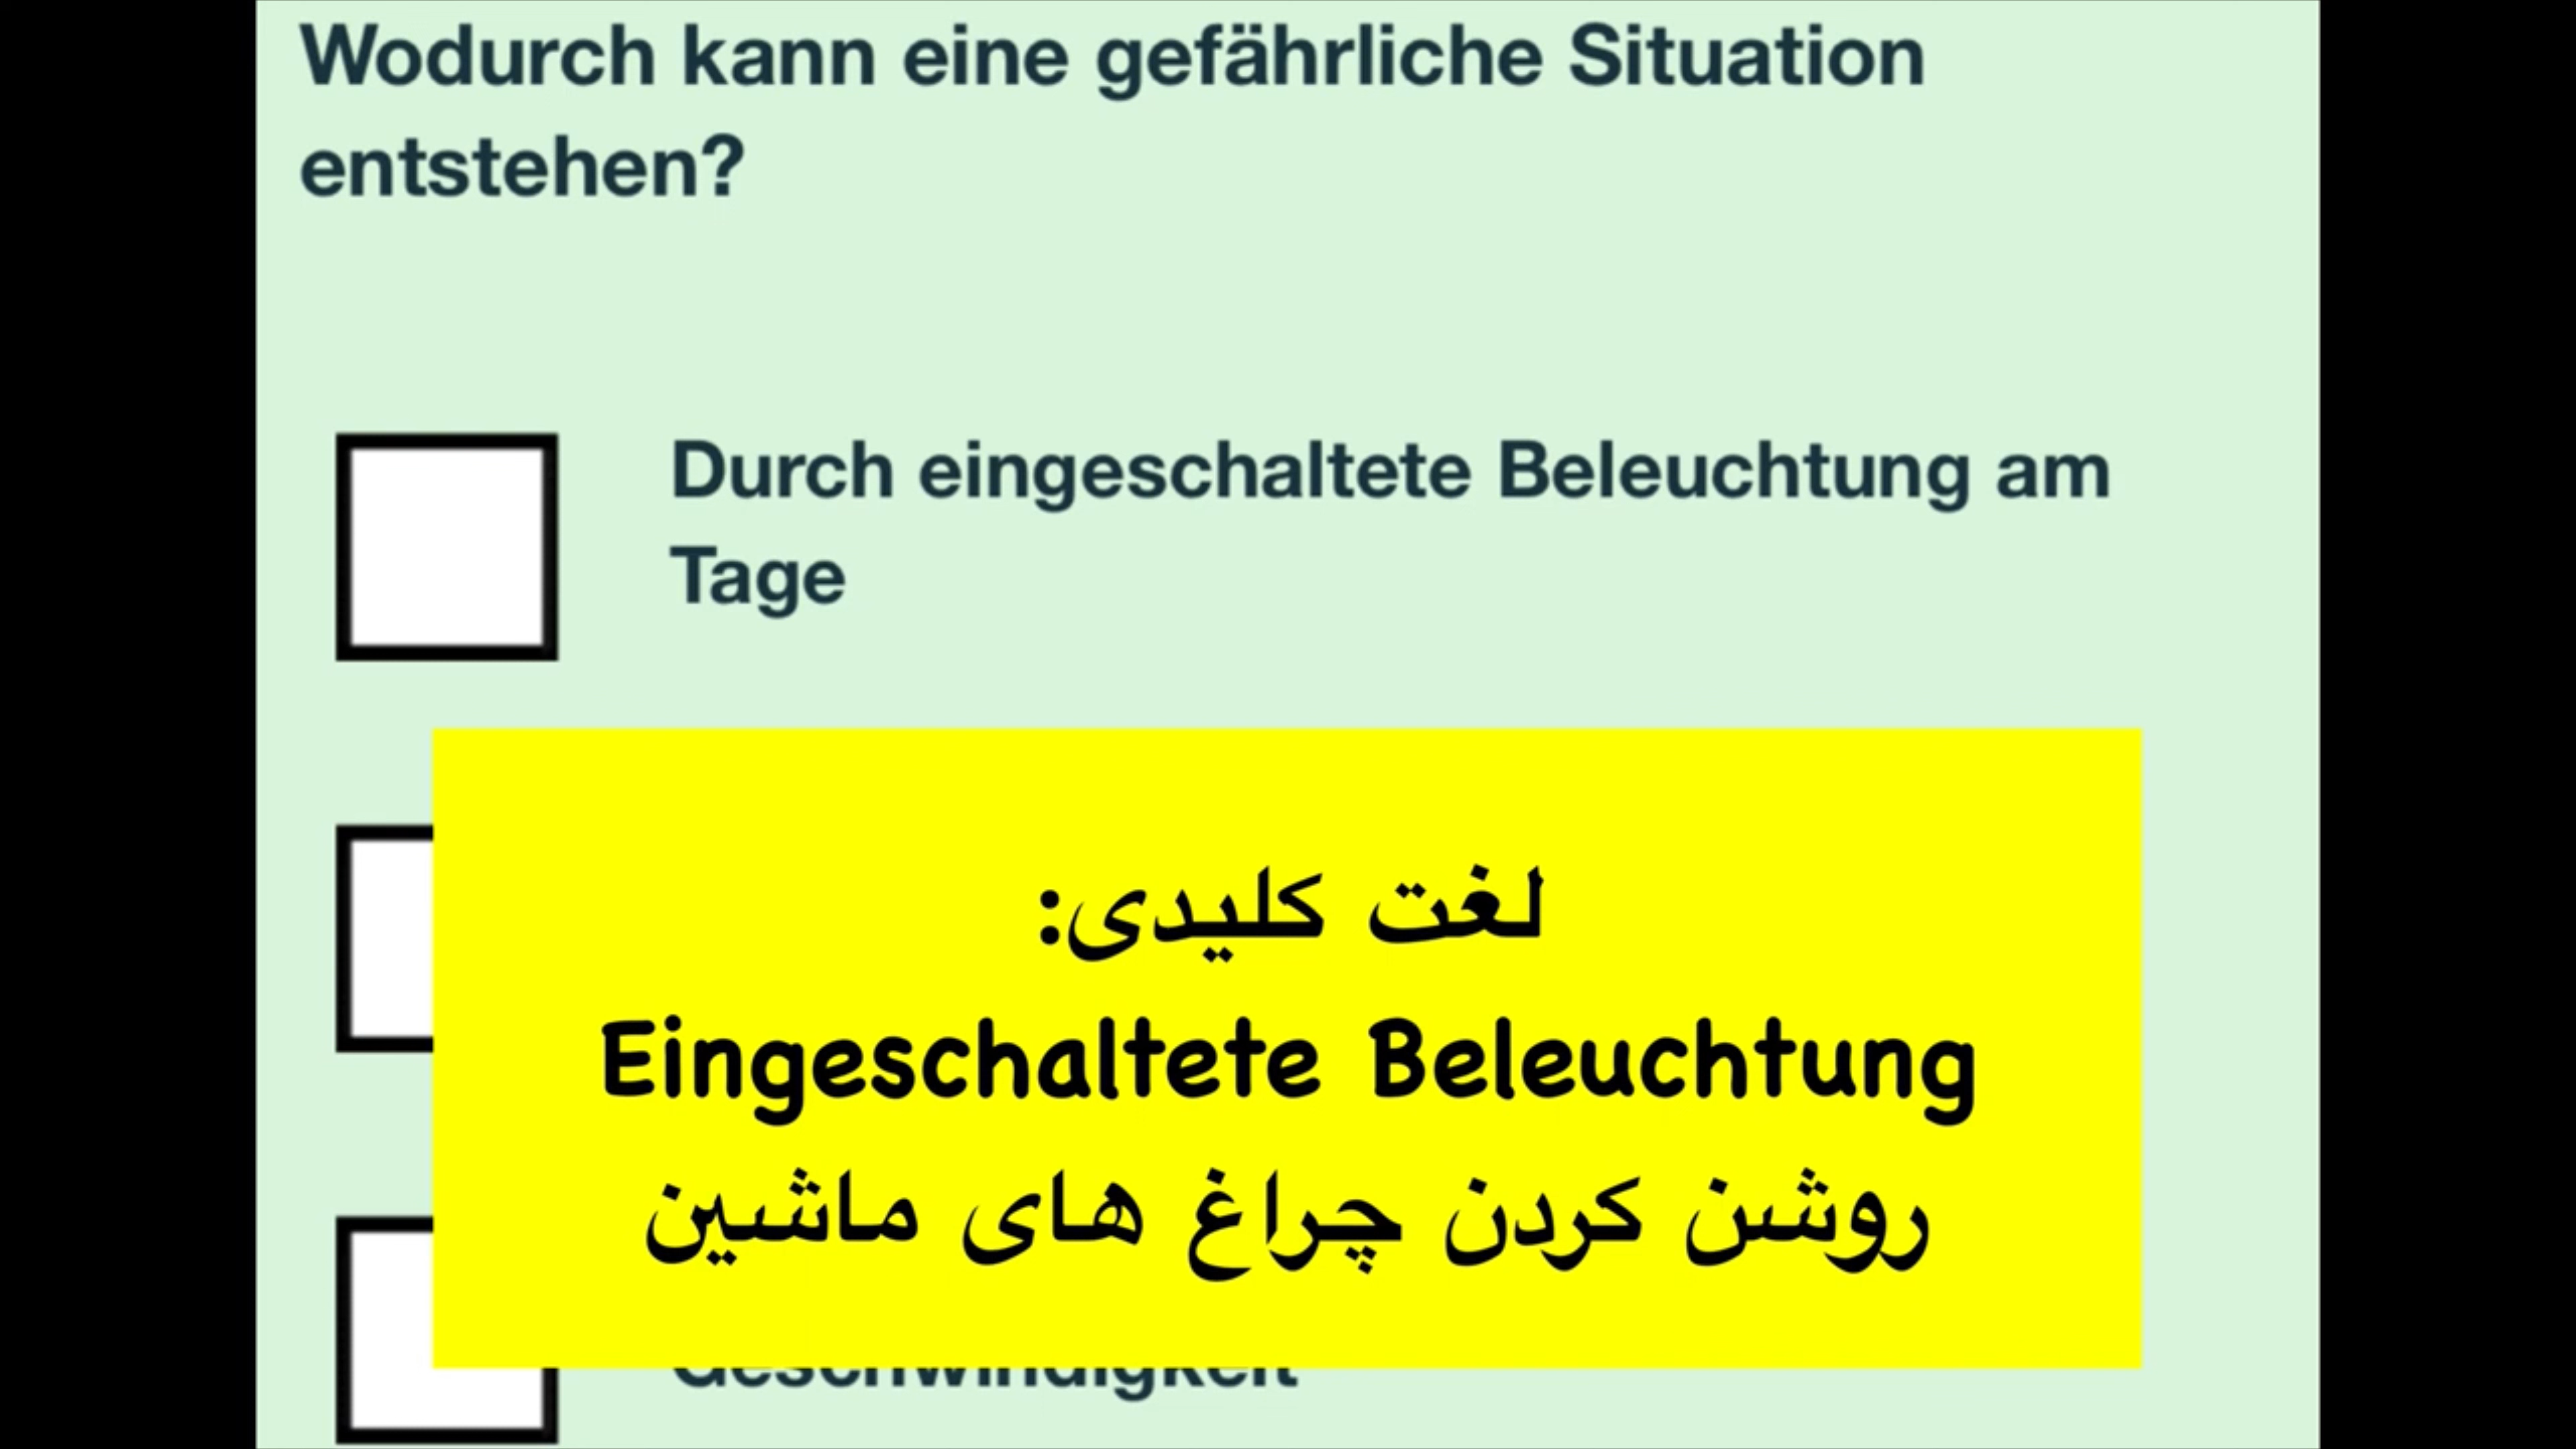 Wodurch kann eine gefährliche Situation
entstehen?
Durch eingeschaltete Beleuchtung am
Tage
لغت کلیدی:
Eingeschaltete Beleuchtung
روشن کردن چراغ های ماشین
Geschwindigkeit